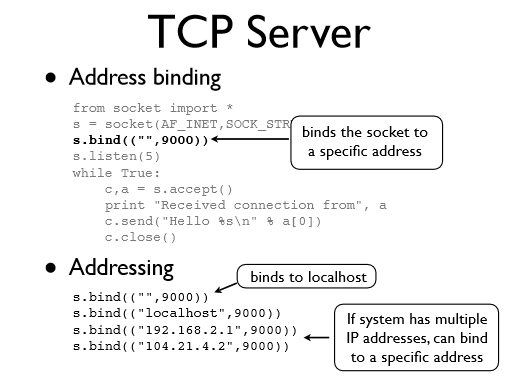 TCP Server
• Address binding
from socket import *
s = socket(AF_INET,SOCK_STR
s.bind(("",9000))
s.listen(5)
while True:
    c,a = s.accept()
    print "Received connection from", a
    c.send("Hello %s\n" % a[0])
    c.close()
binds the socket to
a specific address
• Addressing
s.bind(("",9000))
s.bind(("localhost",9000))
s.bind(("192.168.2.1",9000))
s.bind(("104.21.4.2",9000))
binds to localhost
If system has multiple
IP addresses, can bind
to a specific address